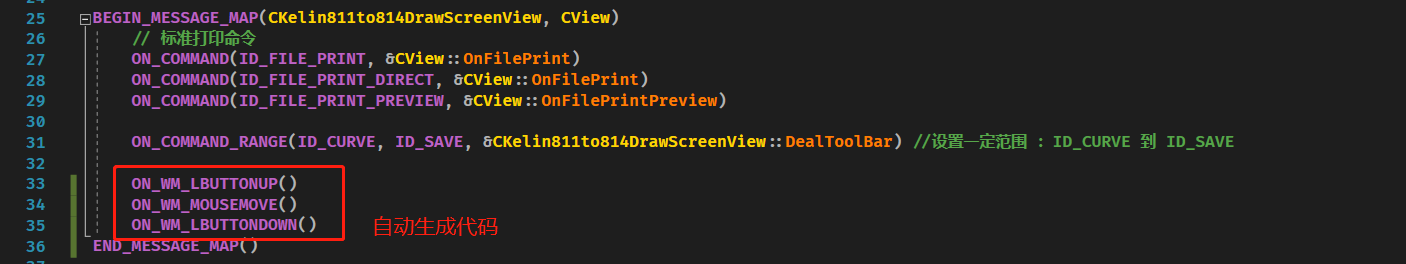 25 BEGIN_MESSAGE_MAP(CKelin811to814DrawScreenView, CView)
26 // 标准打印命令
27 ON_COMMAND(ID_FILE_PRINT, &CView::OnFilePrint)
28 ON_COMMAND(ID_FILE_PRINT_DIRECT, &CView::OnFilePrint)
29 ON_COMMAND(ID_FILE_PRINT_PREVIEW, &CView::OnFilePrintPreview)
30
31 ON_COMMAND_RANGE(ID_CURVE, ID_SAVE, &CKelin811to814DrawScreenView::DealToolBar) //设置一定范围 : ID_CURVE 到 ID_SAVE
32
33 ON_WM_LBUTTONUP()
34 ON_WM_MOUSEMOVE()
35 ON_WM_LBUTTONDOWN() 自动生成代码
36 END_MESSAGE_MAP()